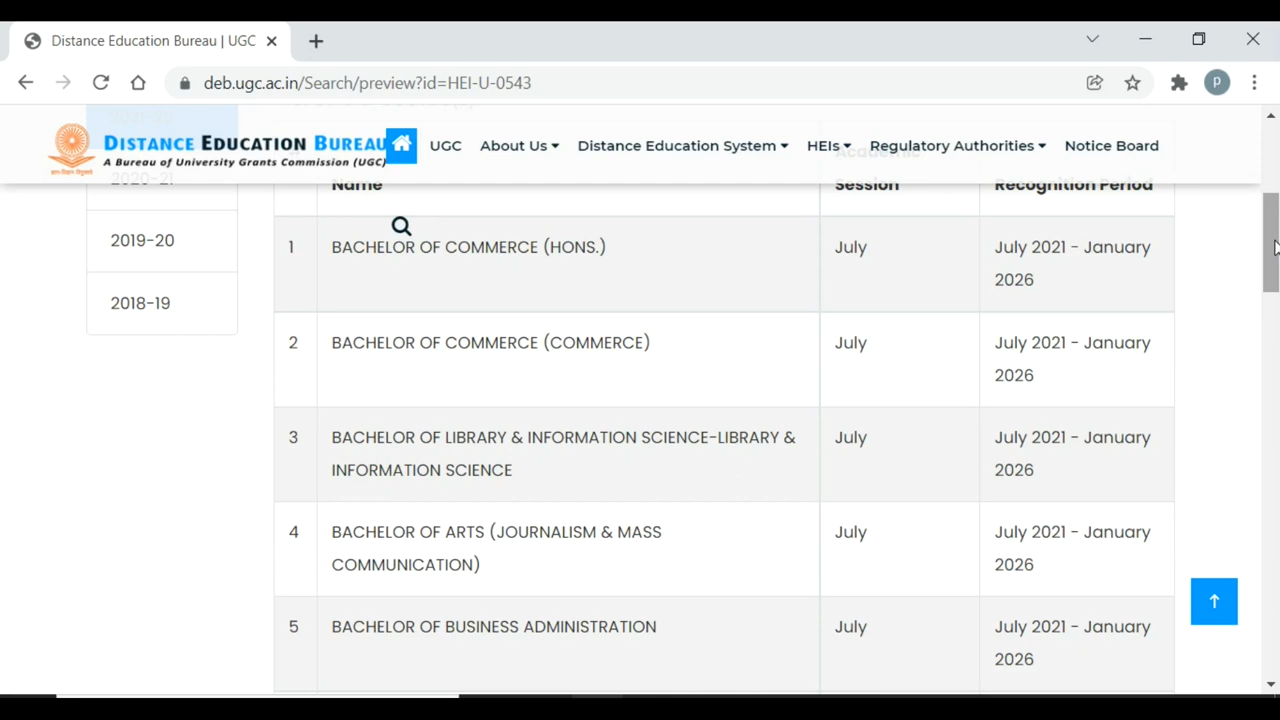 Distance Education Bureau | UGC
deb.ugc.ac.in/Search/preview?id=HEI-U-0543
p
DISTANCE EDUCATION BUREAU
A Bureau of University Grants Commission (UGC)
UGC
About Us
Distance Education System
HEIs
Regulatory Authorities
Notice Board
2020-21
2019-20
2018-19
Name
Academic
Session
Recognition Period
1 BACHELOR OF COMMERCE (HONS.) July July 2021 - January
2026
2 BACHELOR OF COMMERCE (COMMERCE) July July 2021 - January
2026
3 BACHELOR OF LIBRARY & INFORMATION SCIENCE-LIBRARY & July July 2021 - January
INFORMATION SCIENCE 2026
4 BACHELOR OF ARTS (JOURNALISM & MASS July July 2021 - January
COMMUNICATION) 2026
5 BACHELOR OF BUSINESS ADMINISTRATION July July 2021 - January
2026